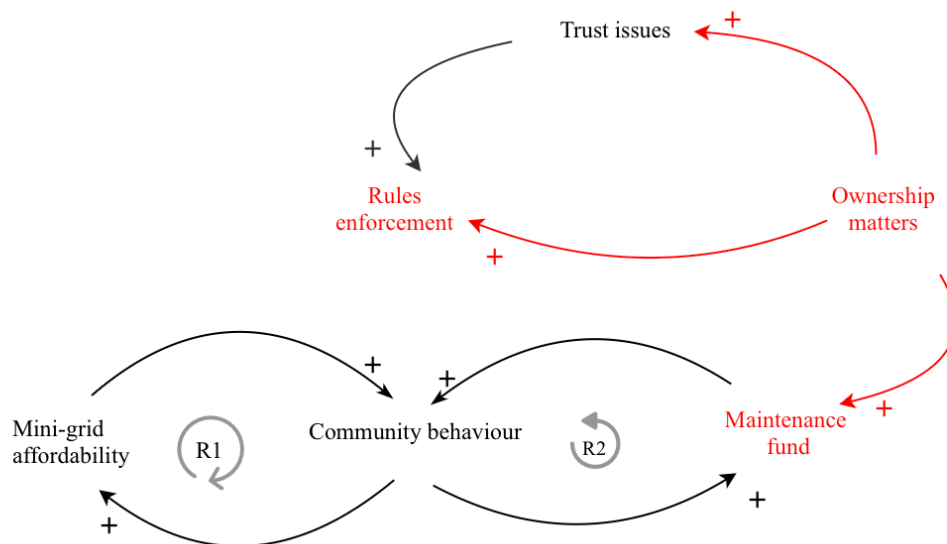 +
Trust issues
+
Rules
enforcement
Ownership
matters
+
+
+
+
Mini-grid
affordability
R1
Community behaviour
R2
Maintenance
fund
+
+